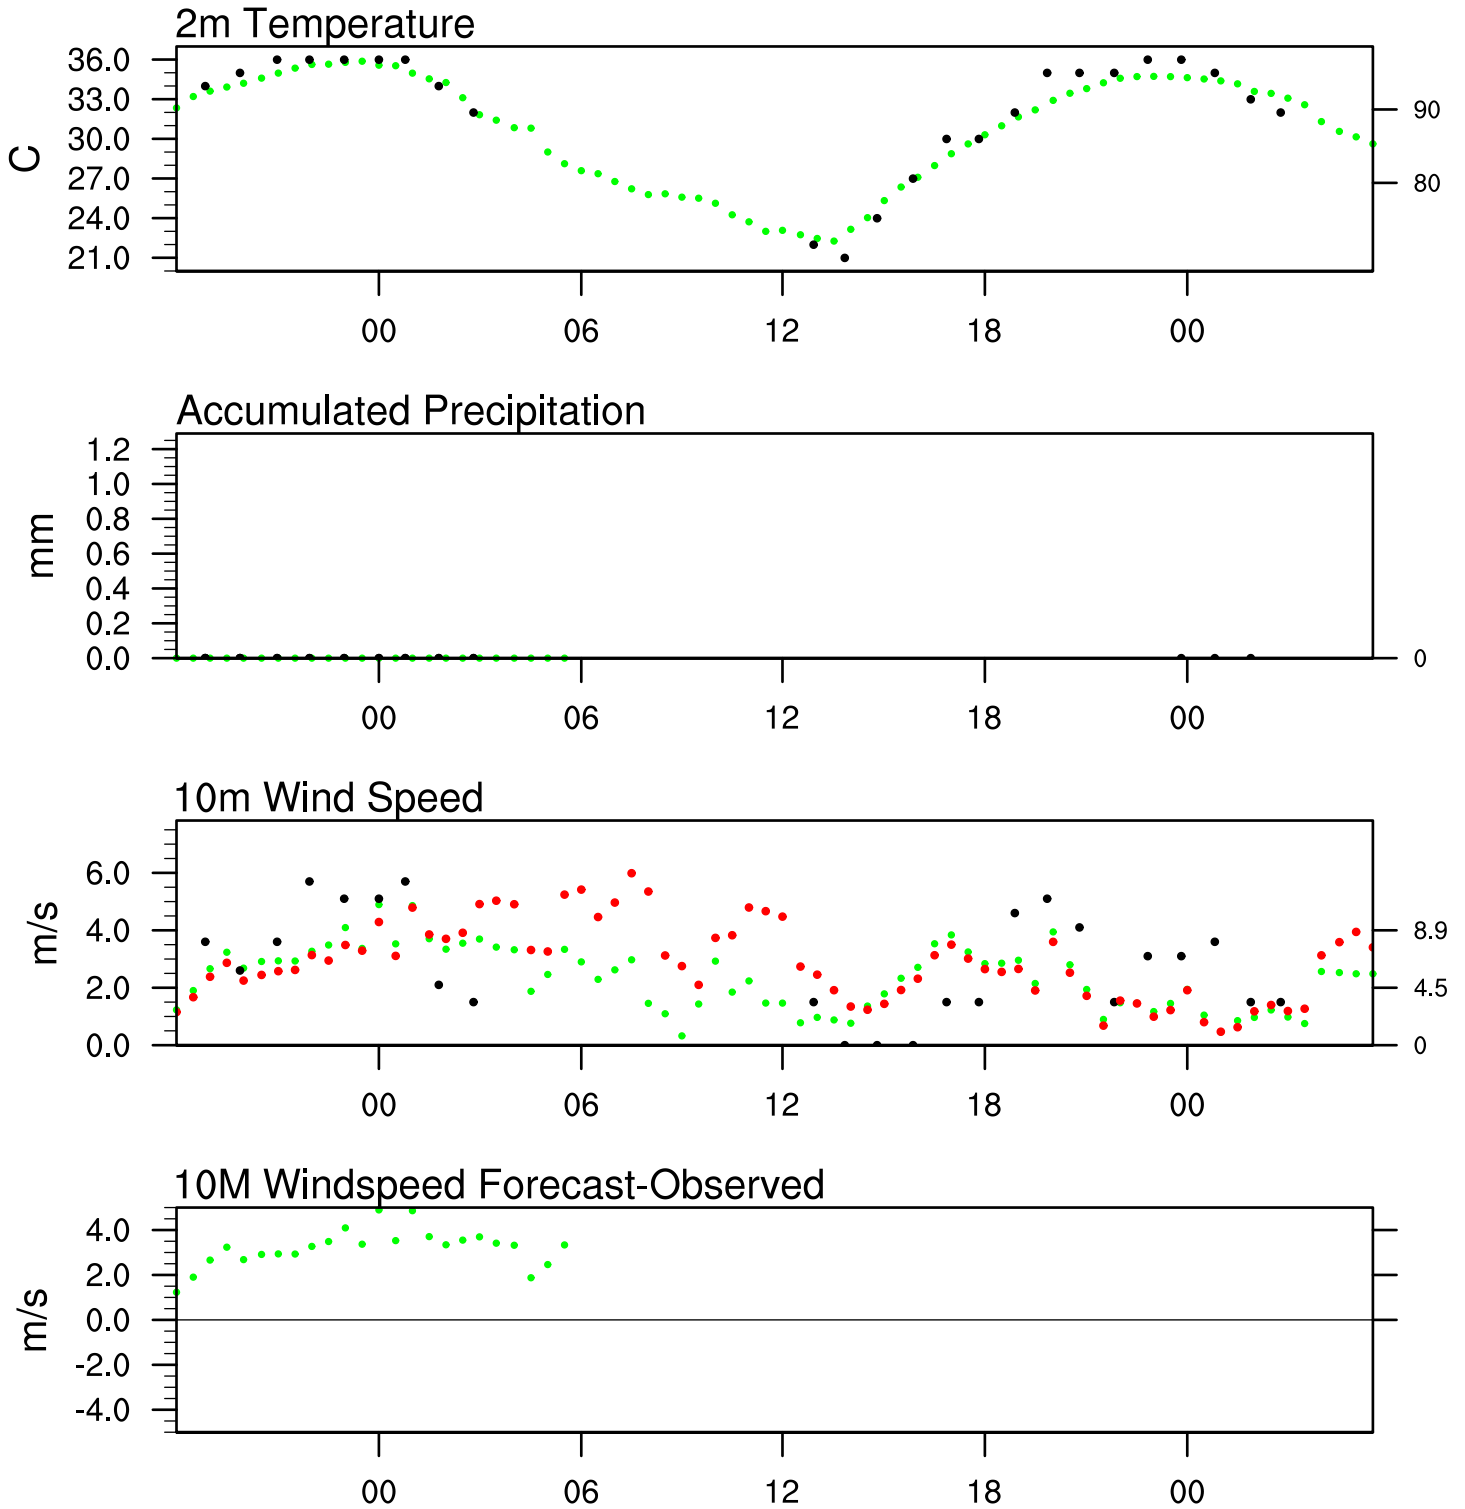 2m Temperature
36.0
33.0
90
30.0
C
27.0
80
24.0
21.0
00 06 12 18 00
Accumulated Precipitation
1.2
1.0
0.8
mm
0.6
0.4
0.2
0.0 0
00 06 12 18 00
10m Wind Speed
6.0
m/s
4.0 8.9
2.0 4.5
0.0 0
00 06 12 18 00
10M Windspeed Forecast-Observed
4.0
2.0
m/s
0.0
-2.0
-4.0
00 06 12 18 00